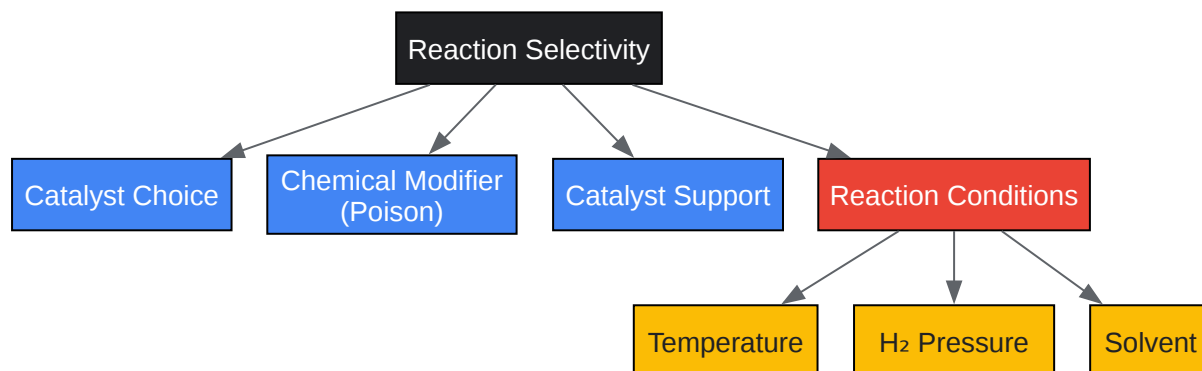 Reaction Selectivity
Catalyst Choice
Chemical Modifier
(Poison)
Catalyst Support
Reaction Conditions
Temperature
H₂ Pressure
Solvent